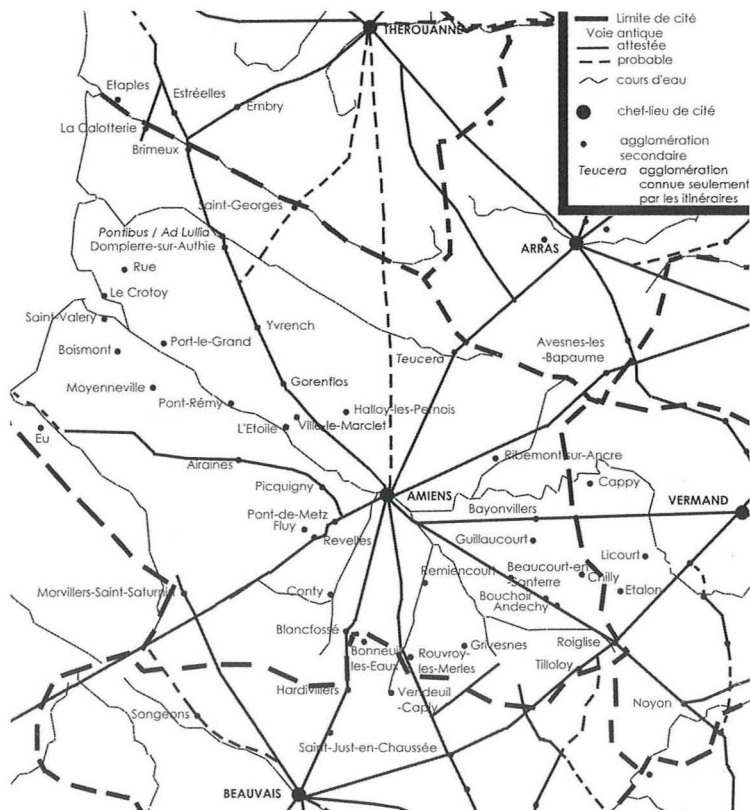 Limite de cité
Voie antique
attestée
probable
cours d'eau
chef-lieu de cité
agglomération
secondaire
Teucera agglomération
connue seulement
par les itinéraires
THEROUANNE
Etaples
Estréelles
Embry
La Calotterie
Brimeux
Saint-Georges
Pontibus / Ad Lullia
Dompierre-sur-Authie
ARRAS
Rue
Le Crotoy
Saint-Valery
Port-le-Grand
Yvrench
Boismont
Teucera
Avesnes-les
-Bapaume
Moyenneville
Gorenflos
Pont-Rémy
Halloy-les-Pernois
L'Etoile
Ville-le-Marclet
Eu
Airaines
Ribemont-sur-Ancre
Picquigny
Cappy
AMIENS
VERMAND
Bayonvillers
Pont-de-Metz
Fluy
Revelles
Guillaucourt
Licourt
Morvillers-Saint-Saturnin
Conty
Remiencourt
Beaucourt-en
-Santerre
Chilly
Etalon
Bouchoir
Andechy
Blancfossé
Bonneuil
les-Eaux
Rouvroy
-les-Merles
Grivesnes
Roiglise
Tilloloy
Hardivillers
Vendeuil
-Caply
Noyon
Songeons
Saint-Just-en-Chaussée
BEAUVAIS